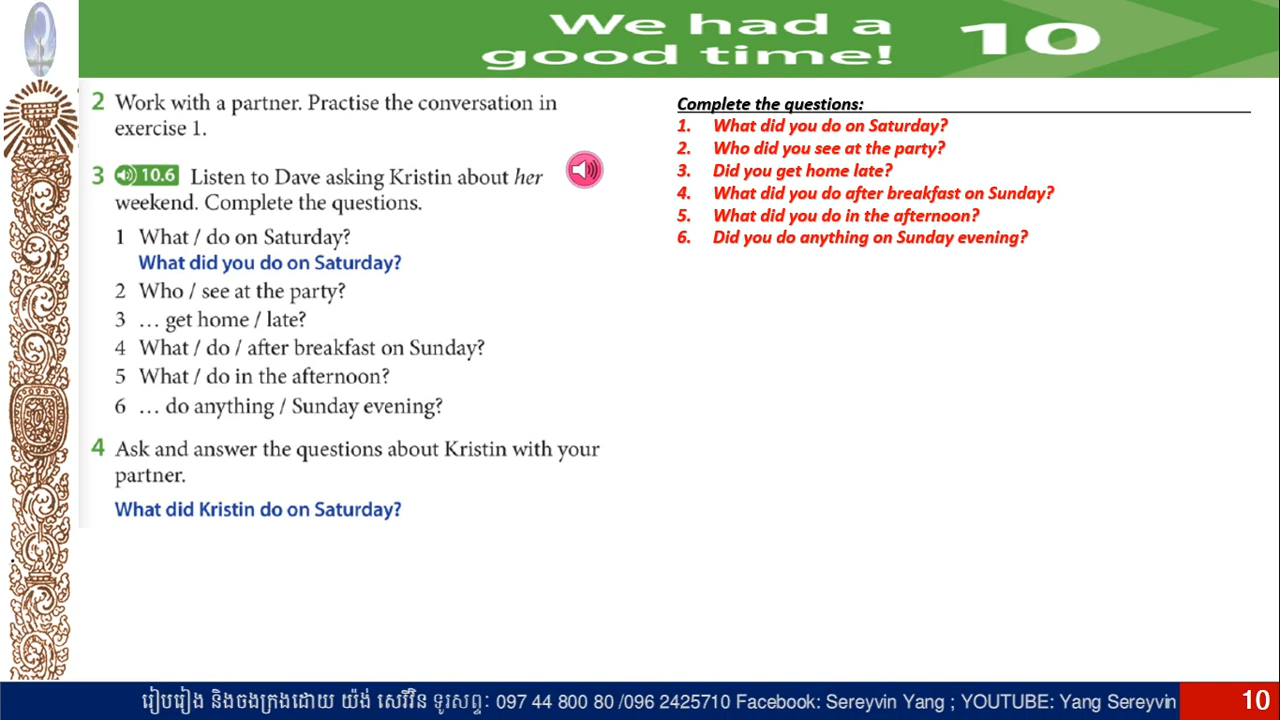 We had a
good time!
10
2 Work with a partner. Practise the conversation in
exercise 1.
3 10.6 Listen to Dave asking Kristin about her
weekend. Complete the questions.
1 What / do on Saturday?
What did you do on Saturday?
2 Who / see at the party?
3 … get home / late?
4 What / do / after breakfast on Sunday?
5 What / do in the afternoon?
6 … do anything / Sunday evening?
4 Ask and answer the questions about Kristin with your
partner.
What did Kristin do on Saturday?
Complete the questions:
1. What did you do on Saturday?
2. Who did you see at the party?
3. Did you get home late?
4. What did you do after breakfast on Sunday?
5. What did you do in the afternoon?
6. Did you do anything on Sunday evening?
រៀបរៀង និងចងក្រងដោយ យ៉ង់ សេរីវិន ទូរសព្ទ: 097 44 800 80 /096 2425710 Facebook: Sereyvin Yang ; YOUTUBE: Yang Sereyvin
10